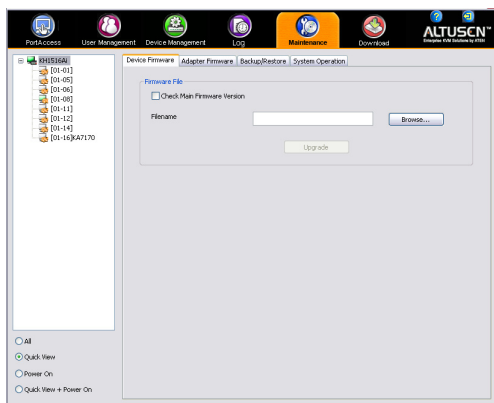 PortAccess User Management Device Management Log Maintenance Download
ALTUSEN™
Enterprise KVM Solutions by ATEN
KH1516Ai
[01-01]
[01-05]
[01-06]
[01-08]
[01-11]
[01-12]
[01-14]
[01-16]KA7170
Device Firmware Adapter Firmware Backup/Restore System Operation
Firmware File
Check Main Firmware Version
Filename Browse...
Upgrade
All
Quick View
Power On
Quick View + Power On